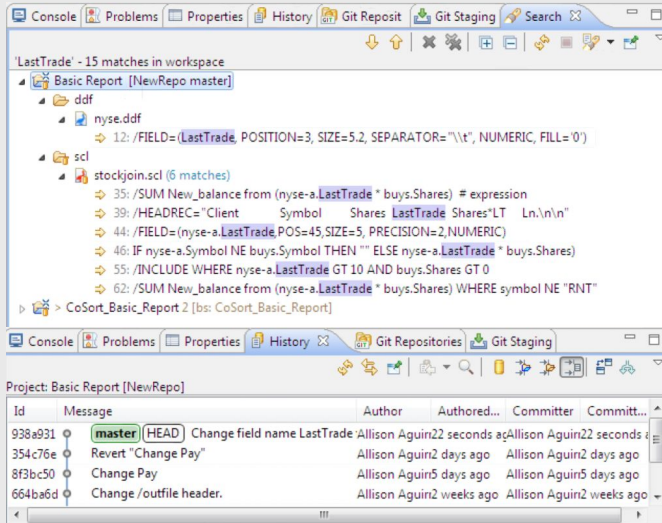 Console Problems Properties History Git Reposit Git Staging Search
'LastTrade' - 15 matches in workspace
Basic Report [NewRepo master]
ddf
nyse.ddf
12: /FIELD=(LastTrade, POSITION=3, SIZE=5.2, SEPARATOR="\\t", NUMERIC, FILL='0')
scl
stockjoin.scl (6 matches)
35: /SUM New_balance from (nyse-a.LastTrade * buys.Shares) # expression
39: /HEADREC="Client Symbol Shares LastTrade Shares*LT Ln.\n\n"
44: /FIELD=(nyse-a.LastTrade,POS=45,SIZE=5, PRECISION=2,NUMERIC)
46: IF nyse-a.Symbol NE buys.Symbol THEN "" ELSE nyse-a.LastTrade * buys.Shares)
55: /INCLUDE WHERE nyse-a.LastTrade GT 10 AND buys.Shares GT 0
62: /SUM New_balance from (nyse-a.LastTrade * buys.Shares) WHERE symbol NE "RNT"
> CoSort_Basic_Report 2 [bs: CoSort_Basic_Report]
Console Problems Properties History Git Repositories Git Staging
Project: Basic Report [NewRepo]
Id Message Author Authored... Committer Committ...
938a931 master HEAD Change field name LastTrade Allison Aguirr 22 seconds ag Allison Aguirr 22 seconds a
354c76e Revert "Change Pay" Allison Aguirr 2 days ago Allison Aguirr 2 days ago
8f3bc50 Change Pay Allison Aguirr 5 days ago Allison Aguirr 5 days ago
664ba6d Change /outfile header. Allison Aguirr 2 weeks ago Allison Aguirr 2 weeks ago